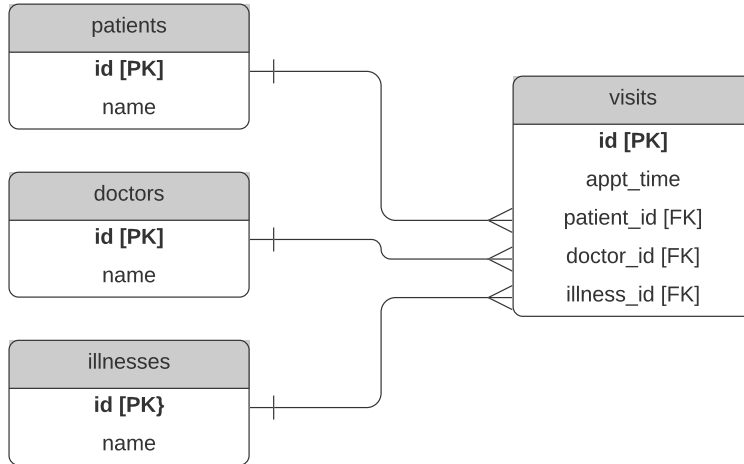 patients
id [PK]
name
doctors
id [PK]
name
illnesses
id [PK}
name
visits
id [PK]
appt_time
patient_id [FK]
doctor_id [FK]
illness_id [FK]